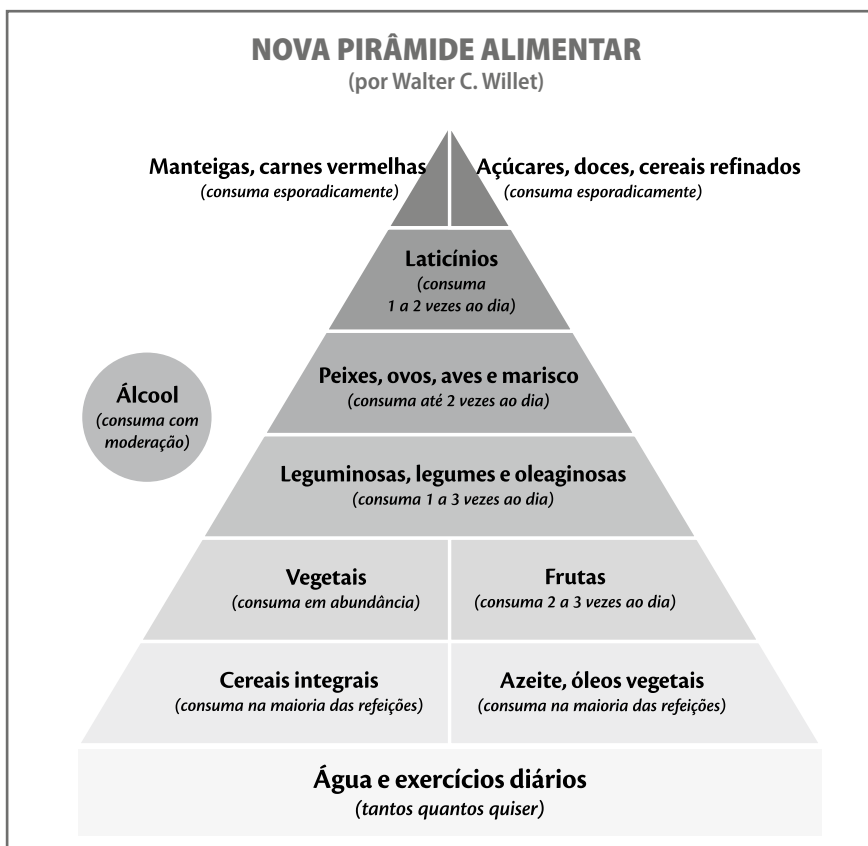 NOVA PIRÂMIDE ALIMENTAR
(por Walter C. Willet)
Manteigas, carnes vermelhas
(consuma esporadicamente)
Açúcares, doces, cereais refinados
(consuma esporadicamente)
Laticínios
(consuma
1 a 2 vezes ao dia)
Peixes, ovos, aves e marisco
(consuma até 2 vezes ao dia)
Álcool
(consuma com
moderação)
Leguminosas, legumes e oleaginosas
(consuma 1 a 3 vezes ao dia)
Vegetais
(consuma em abundância)
Frutas
(consuma 2 a 3 vezes ao dia)
Cereais integrais
(consuma na maioria das refeições)
Azeite, óleos vegetais
(consuma na maioria das refeições)
Água e exercícios diários
(tantos quantos quiser)